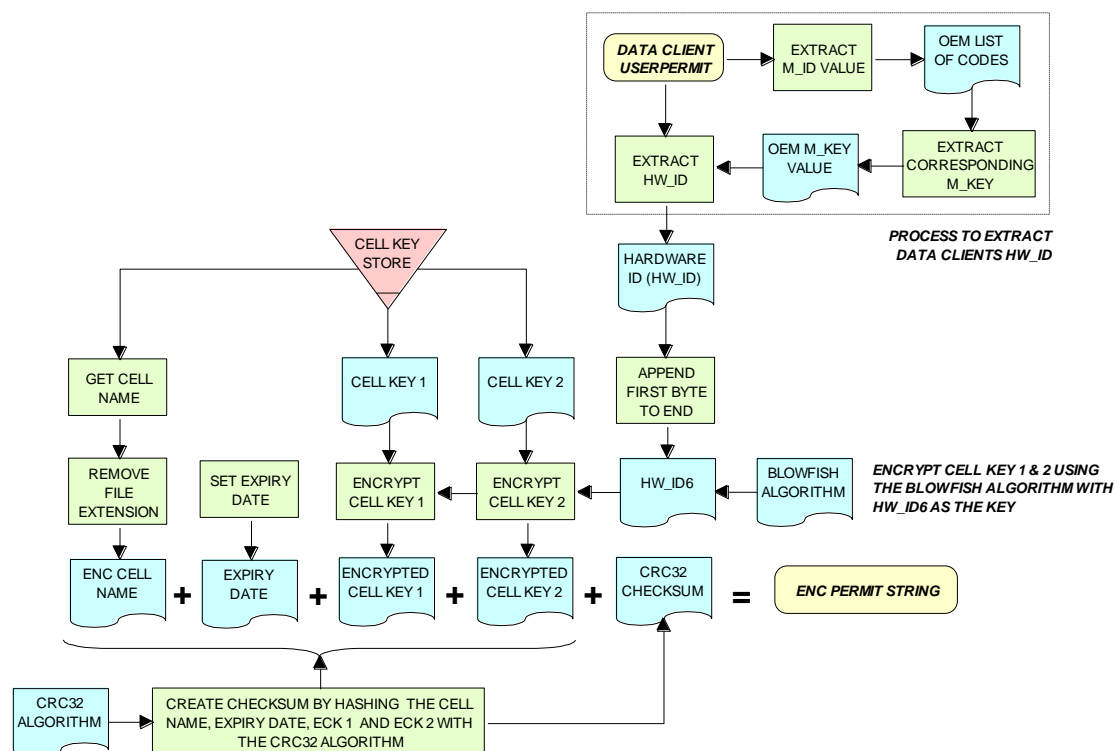 DATA CLIENT
USERPERMIT
EXTRACT
M_ID VALUE
OEM LIST
OF CODES
EXTRACT
HW_ID
OEM M_KEY
VALUE
EXTRACT
CORRESPONDING
M_KEY
PROCESS TO EXTRACT
DATA CLIENTS HW_ID
CELL KEY
STORE
HARDWARE
ID (HW_ID)
GET CELL
NAME
CELL KEY 1
CELL KEY 2
APPEND
FIRST BYTE
TO END
REMOVE
FILE
EXTENSION
SET EXPIRY
DATE
ENCRYPT
CELL KEY 1
ENCRYPT
CELL KEY 2
HW_ID6
BLOWFISH
ALGORITHM
ENCRYPT CELL KEY 1 & 2 USING
THE BLOWFISH ALGORITHM WITH
HW_ID6 AS THE KEY
ENC CELL
NAME
+
EXPIRY
DATE
+
ENCRYPTED
CELL KEY 1
+
ENCRYPTED
CELL KEY 2
+
CRC32
CHECKSUM
=
ENC PERMIT STRING
CRC32
ALGORITHM
CREATE CHECKSUM BY HASHING THE CELL
NAME, EXPIRY DATE, ECK 1 AND ECK 2 WITH
THE CRC32 ALGORITHM